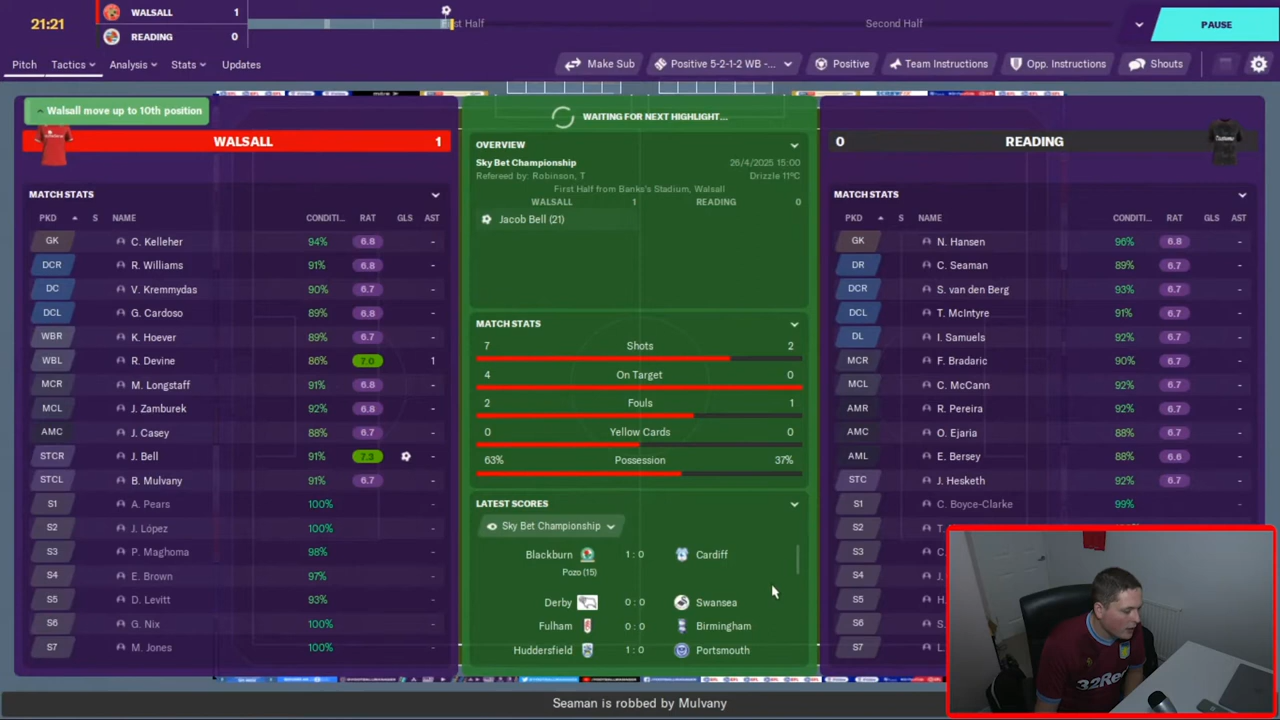 21:21
WALSALL 1
READING 0
First Half
Second Half
PAUSE
Pitch Tactics Analysis Stats Updates
Make Sub
Positive 5-2-1-2 WB -...
Positive
Team Instructions
Opp. Instructions
Shouts
Walsall move up to 10th position
WALSALL 1
MATCH STATS
PKD S NAME CONDITI... RAT GLS AST
GK C. Kelleher 94% 6.8 -
DCR R. Williams 91% 6.8 -
DC V. Kremmydas 90% 6.7 -
DCL G. Cardoso 89% 6.8 -
WBR K. Hoever 89% 6.7 -
WBL R. Devine 86% 7.0 1
MCR M. Longstaff 91% 6.8 -
MCL J. Zamburek 92% 6.8 -
AMC J. Casey 88% 6.7 -
STCR J. Bell 91% 7.3 -
STCL B. Mulvany 91% 6.7 -
S1 A. Pears 100% -
S2 J. López 100% -
S3 P. Maghoma 98% -
S4 E. Brown 97% -
S5 D. Levitt 93% -
S6 G. Nix 100% -
S7 M. Jones 100% -
WAITING FOR NEXT HIGHLIGHT...
OVERVIEW
Sky Bet Championship 26/4/2025 15:00
Refereed by: Robinson, T Drizzle 11°C
First Half from Banks's Stadium, Walsall
WALSALL 1 READING 0
Jacob Bell (21)
MATCH STATS
7 Shots 2
4 On Target 0
2 Fouls 1
0 Yellow Cards 0
63% Possession 37%
LATEST SCORES
Sky Bet Championship
Blackburn 1 : 0 Cardiff
Pozo (15)
Derby 0 : 0 Swansea
Fulham 0 : 0 Birmingham
Huddersfield 1 : 0 Portsmouth
0 READING
MATCH STATS
PKD S NAME CONDITI... RAT GLS AST
GK N. Hansen 96% 6.8 -
DR C. Seaman 89% 6.7 -
DCR S. van den Berg 93% 6.7 -
DCL T. McIntyre 91% 6.7 -
DL I. Samuels 92% 6.7 -
MCR F. Bradaric 90% 6.7 -
MCL C. McCann 92% 6.7 -
AMR R. Pereira 92% 6.7 -
AMC O. Ejaria 88% 6.7 -
AML E. Bersey 88% 6.6 -
STC J. Heskett 92% 6.7 -
S1 C. Boyce-Clarke 99% -
S2 T.
S3 C.
S4 J.
S5 H.
S6 S.
S7 L.
32Red
Seaman is robbed by Mulvany